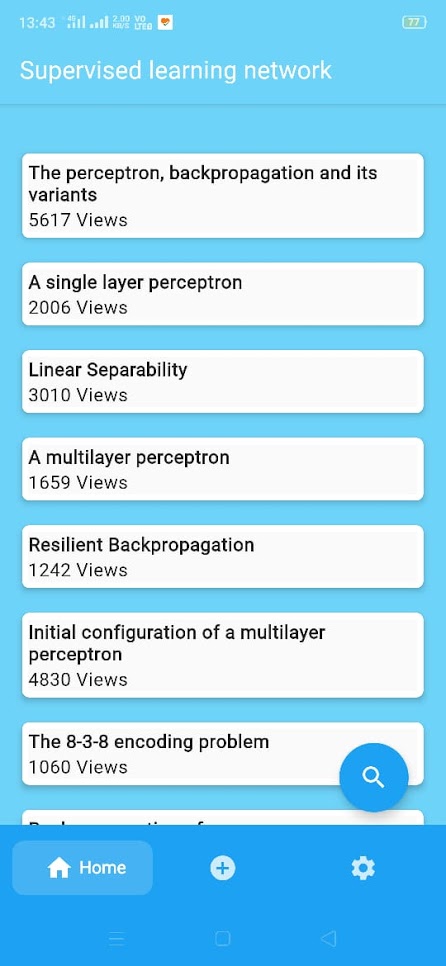 13:43 4G 2.00 KB/S VO LTE 77
Supervised learning network
The perceptron, backpropagation and its
variants
5617 Views
A single layer perceptron
2006 Views
Linear Separability
3010 Views
A multilayer perceptron
1659 Views
Resilient Backpropagation
1242 Views
Initial configuration of a multilayer
perceptron
4830 Views
The 8-3-8 encoding problem
1060 Views
Home